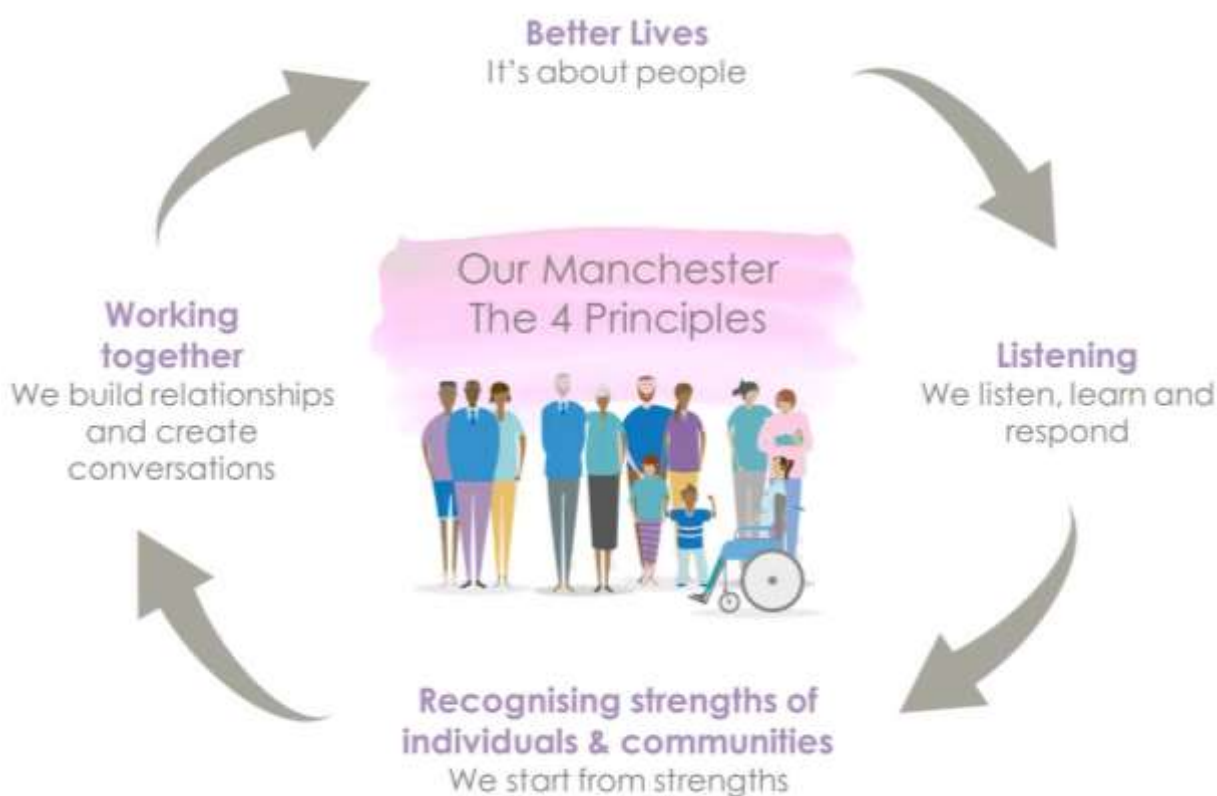 Better Lives
It's about people
Our Manchester
The 4 Principles
Working
together
We build relationships
and create
conversations
Listening
We listen, learn and
respond
Recognising strengths of
individuals & communities
We start from strengths